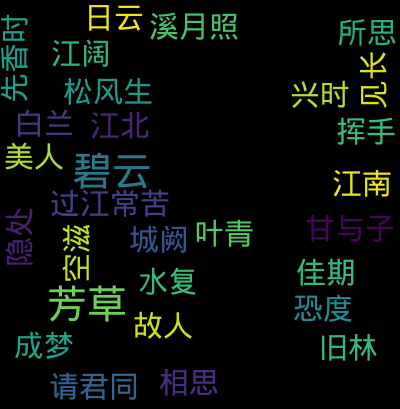 日云
溪月照
先香时
所思
江阔
见长
松风生
兴时
白兰
江北
挥手
美人
碧云
江南
过江常苦
隐处
甘与子
空滋
城阙
叶青
水复
佳期
芳草
恐度
故人
成梦
旧林
请君同
相思